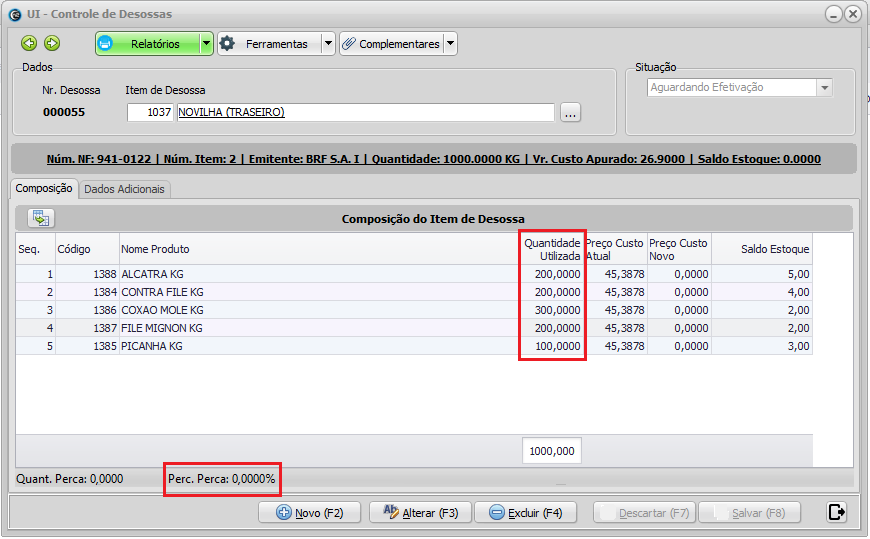 UI - Controle de Desossas
Relatórios Ferramentas Complementares
Dados Situação
Nr. Desossa Item de Desossa Aguardando Efetivação
000055 1037 NOVILHA (TRASEIRO) ...
Núm. NF: 941-0122 | Núm. Item: 2 | Emitente: BRF S.A. I | Quantidade: 1000.0000 KG | Vr. Custo Apurado: 26.9000 | Saldo Estoque: 0.0000
Composição Dados Adicionais
Composição do Item de Desossa
Seq. Código Nome Produto Quantidade Utilizada Preço Custo Atual Preço Custo Novo Saldo Estoque
1 1388 ALCATRA KG 200,0000 45,3878 0,0000 5,00
2 1384 CONTRA FILE KG 200,0000 45,3878 0,0000 4,00
3 1386 COXAO MOLE KG 300,0000 45,3878 0,0000 2,00
4 1387 FILE MIGNON KG 200,0000 45,3878 0,0000 2,00
5 1385 PICANHA KG 100,0000 45,3878 0,0000 3,00
1000,000
Quant. Perca: 0,0000 Perc. Perca: 0,0000%
Novo (F2) Alterar (F3) Excluir (F4) Descartar (F7) Salvar (F8)